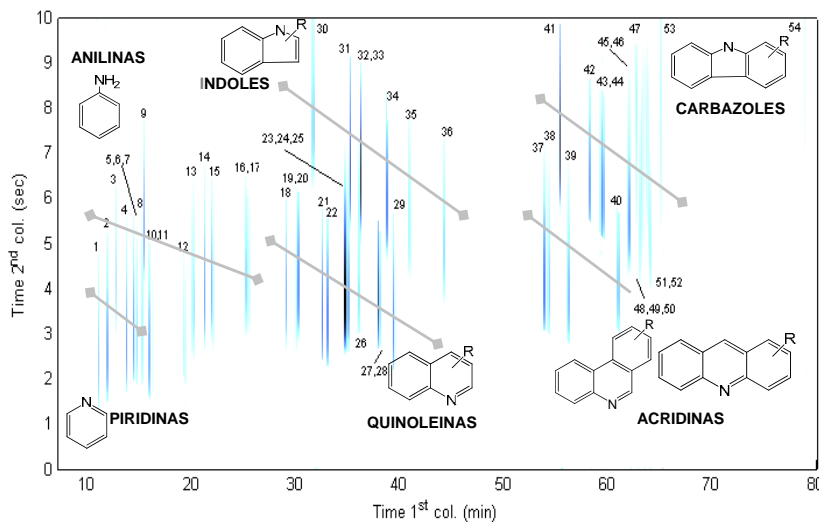 10
9
8
7
6
5
4
3
2
1
0
Time 2nd col. (sec)
10
20
30
40
50
60
70
80
Time 1st col. (min)
ANILINAS
NH2
INDOLES
N
R
CARBAZOLES
N
R
PIRIDINAS
N
QUINOLEINAS
N
R
ACRIDINAS
N
R
N
R
1
2
3
4
5,6,7
8
9
10,11
12
13
14
15
16,17
18
19,20
21
22
23,24,25
26
27,28
29
30
31
32,33
34
35
36
37
38
39
40
41
42
43,44
45,46
47
48,49,50
51,52
53
54